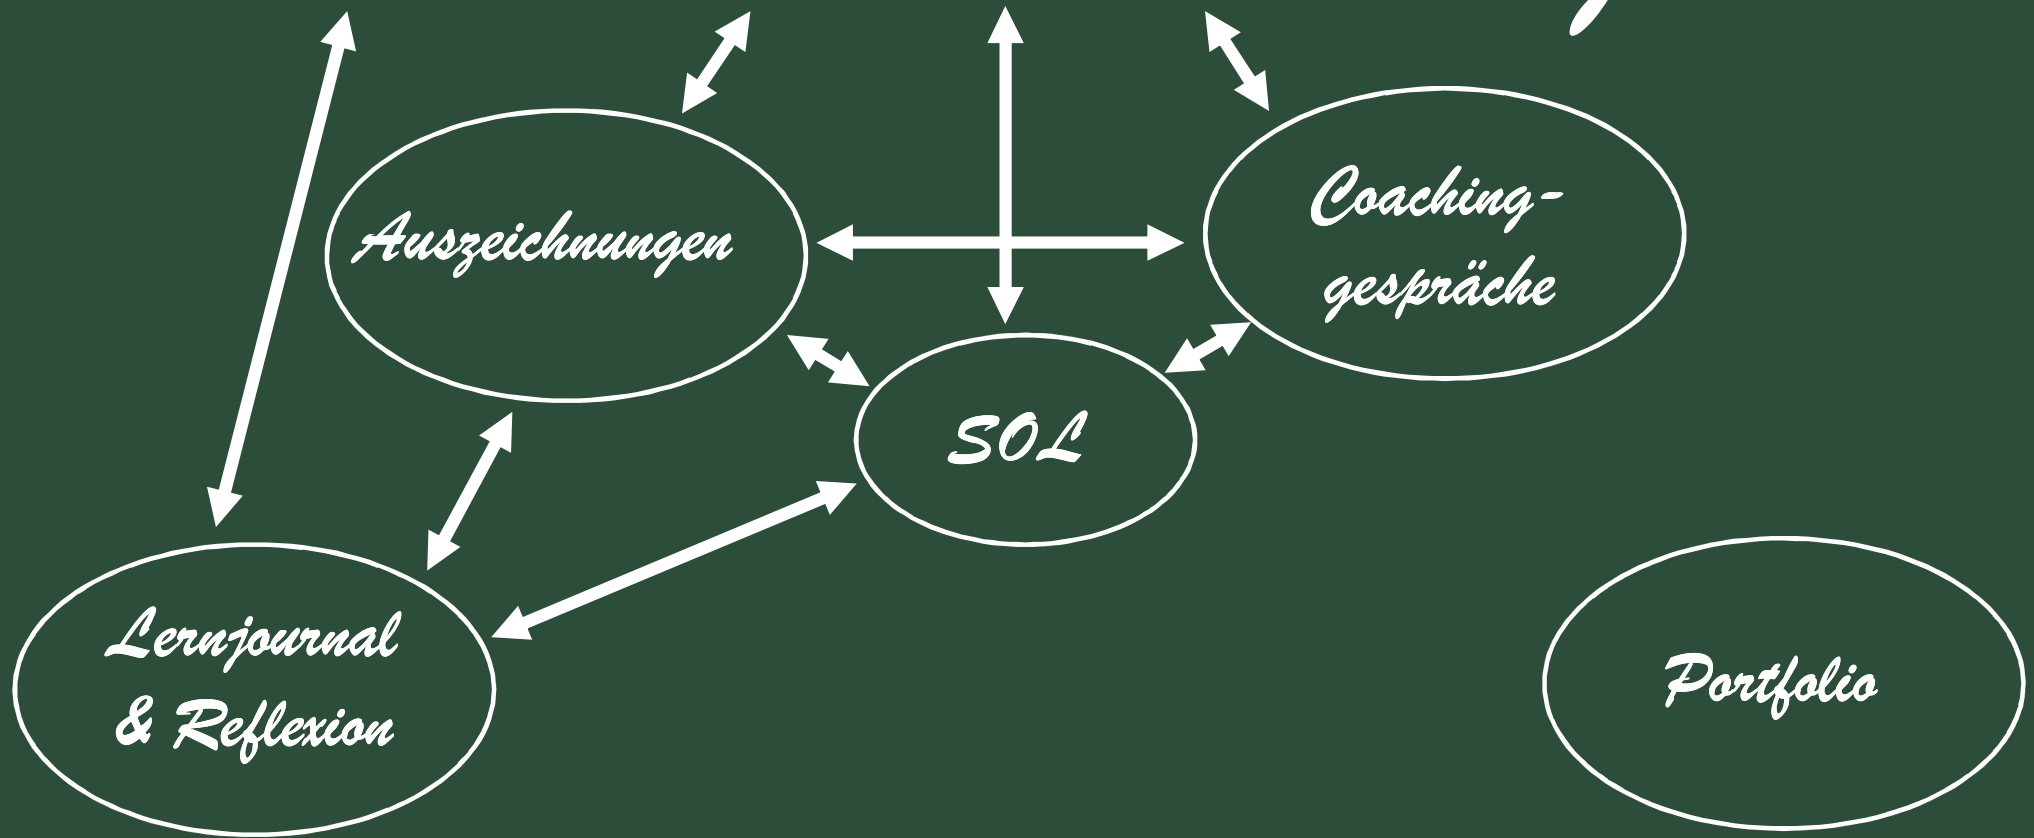 Auszeichnungen
Coaching-
gespräche
SOL
Lernjournal
& Reflexion
Portfolio